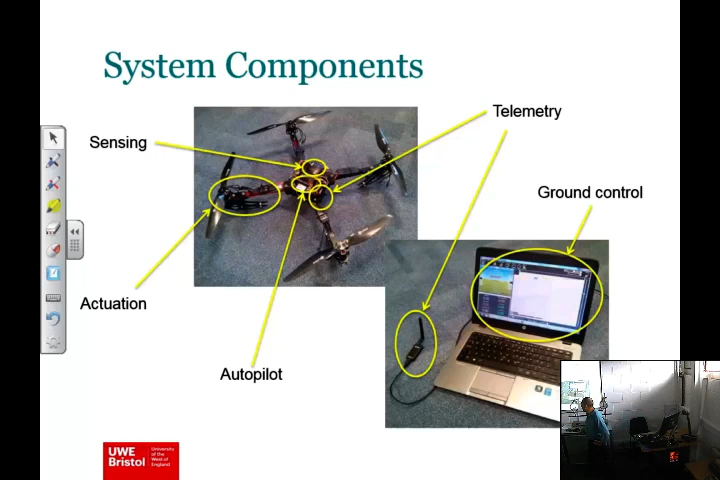 System Components
Telemetry
Sensing
Ground control
Actuation
Autopilot
UWE
Bristol
University
of the
West of
England